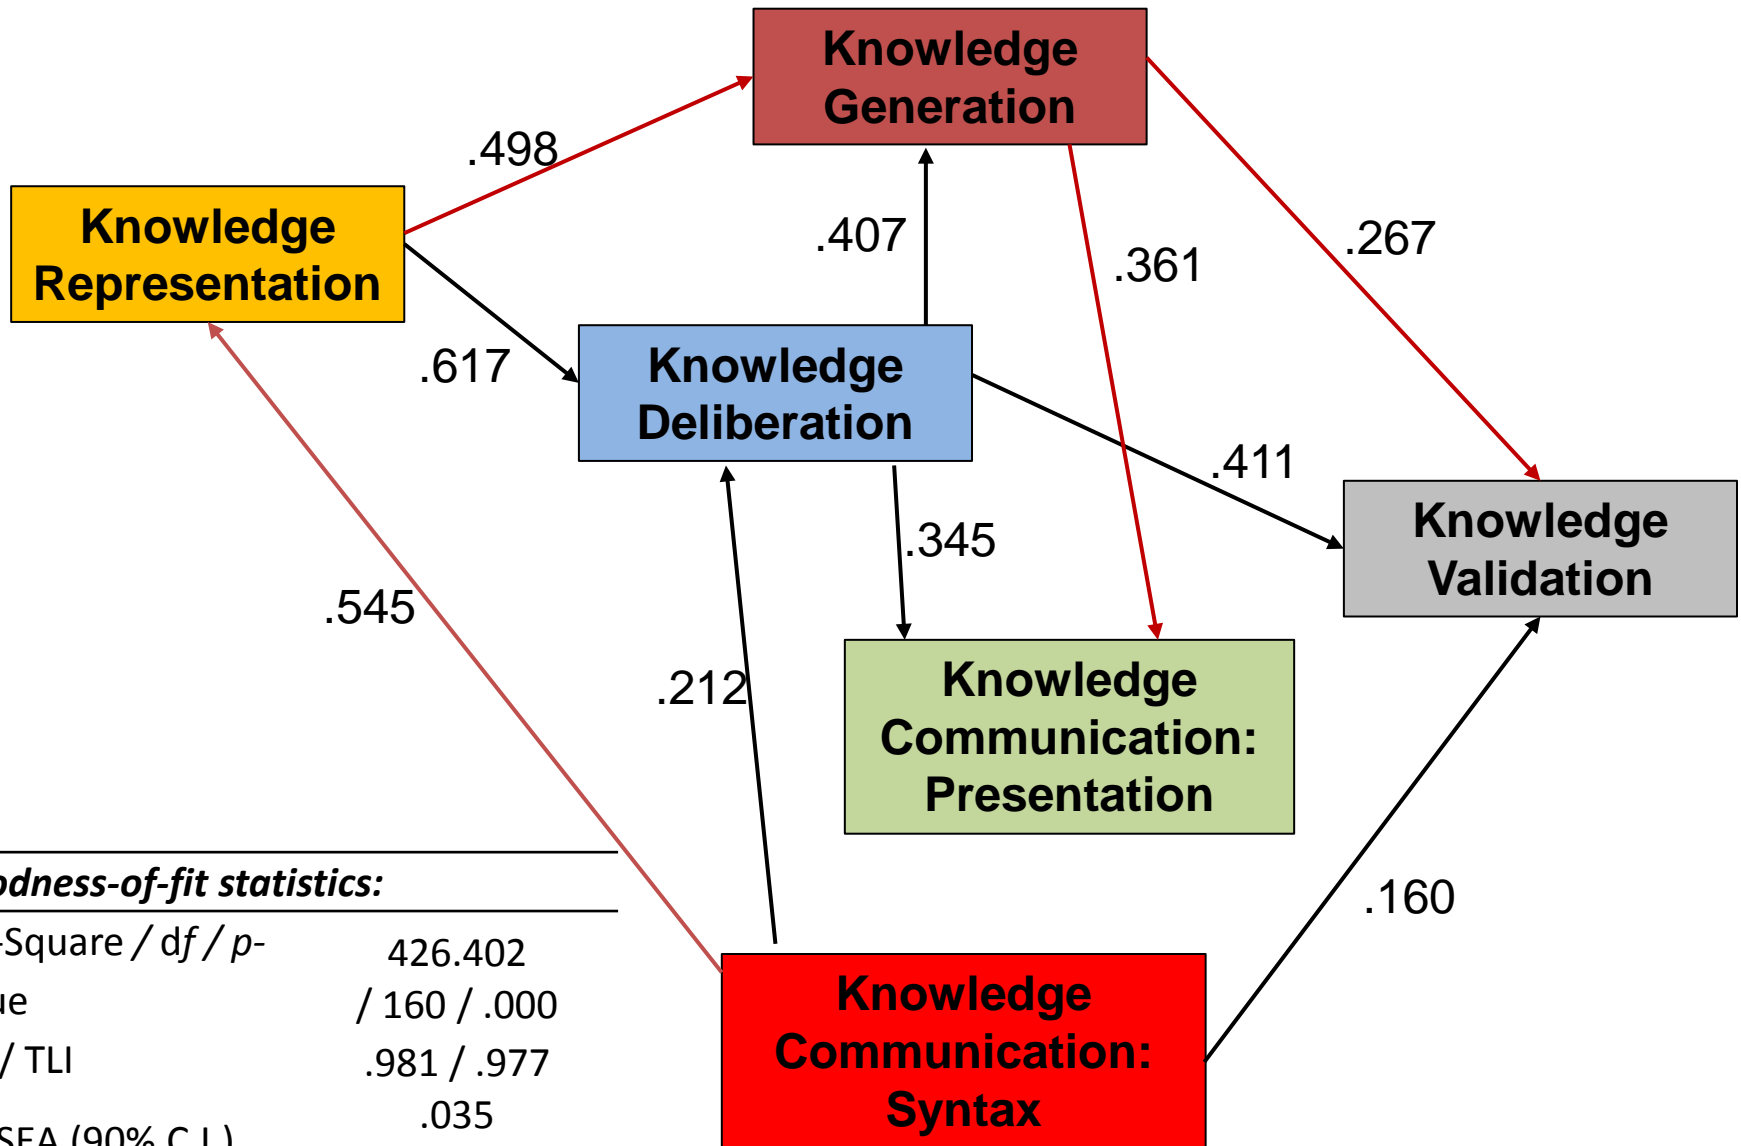 Knowledge
Generation
.498
Knowledge
Representation
.407
.267
.361
.617
Knowledge
Deliberation
.411
.345
Knowledge
Validation
.545
.212
Knowledge
Communication:
Presentation
.160
odness-of-fit statistics:
-Square / df / p-
ue
426.402
/ 160 / .000
/ TLI
.981 / .977
.035
SEA (90% C.I.)
Knowledge
Communication:
Syntax